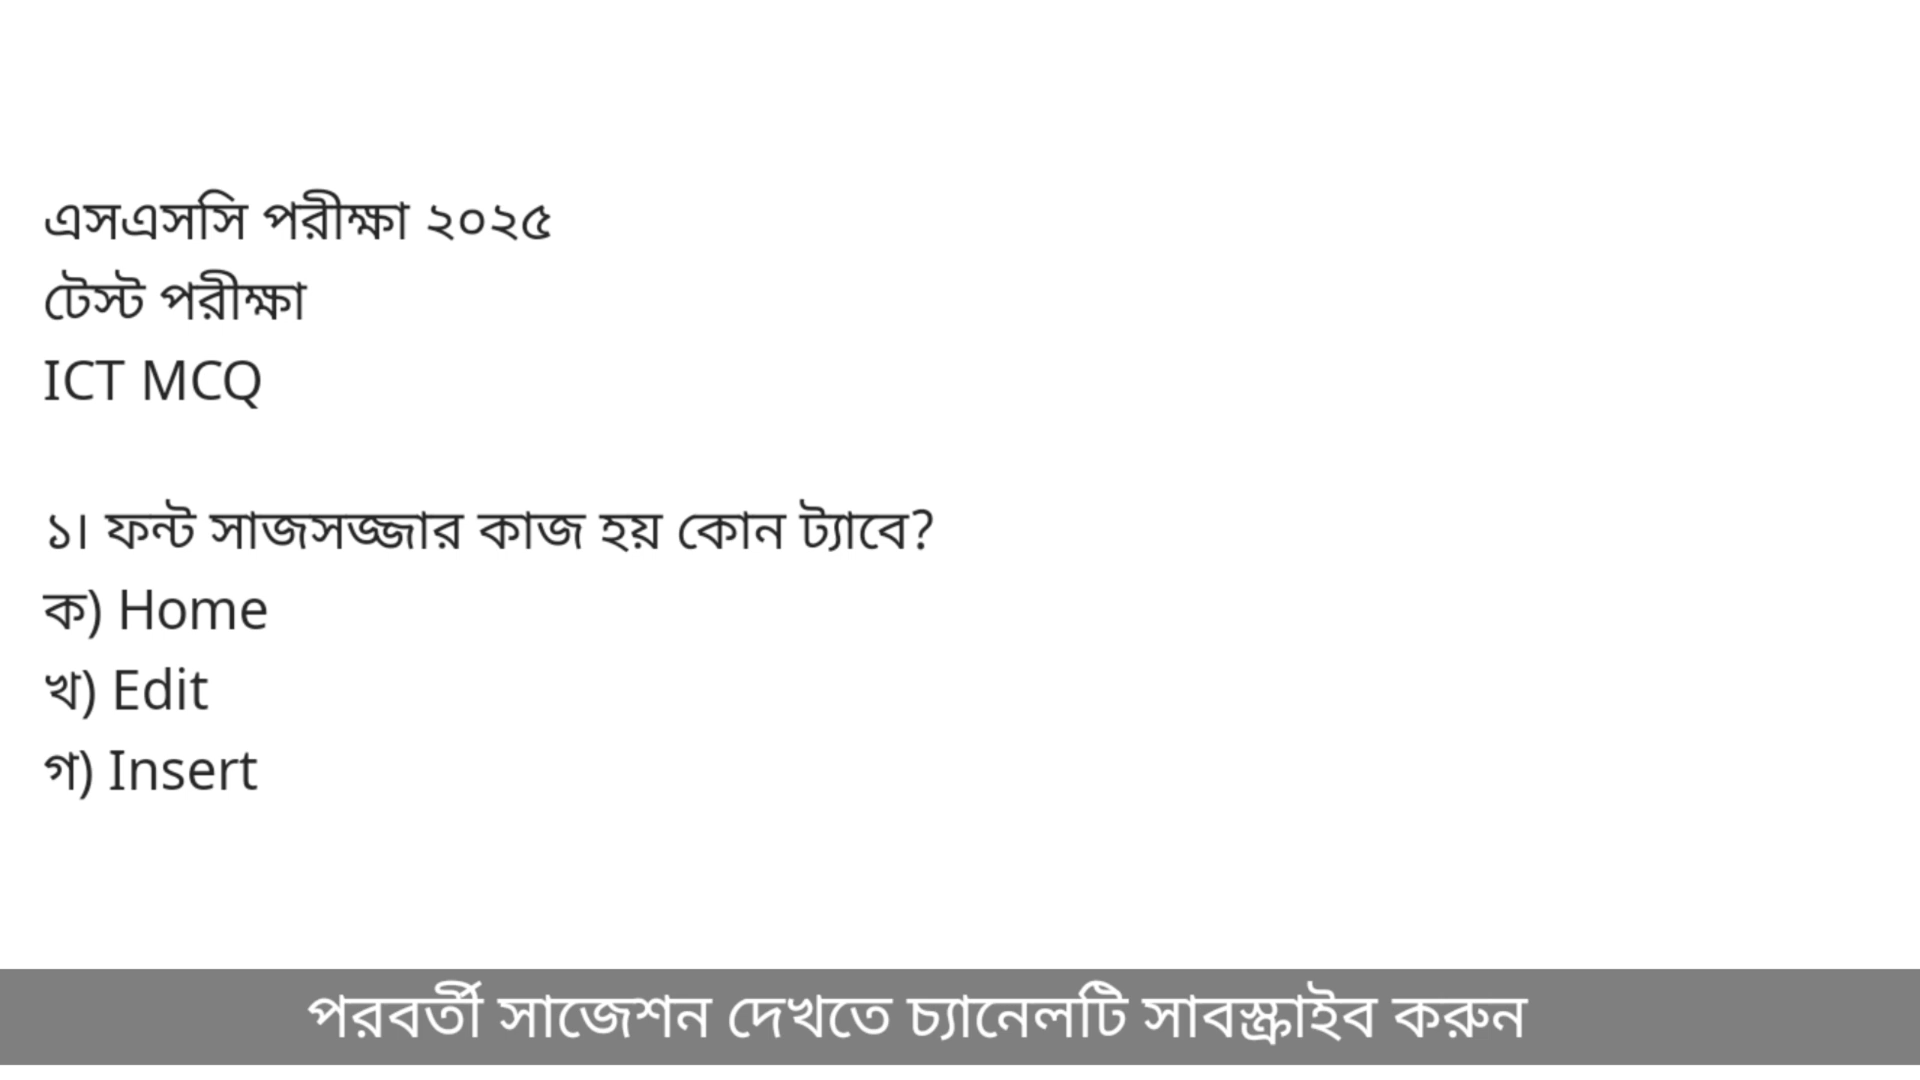 এসএসসি পরীক্ষা ২০২৫
টেস্ট পরীক্ষা
ICT MCQ
১। ফন্ট সাজসজ্জার কাজ হয় কোন ট্যাবে?
ক) Home
খ) Edit
গ) Insert
পরবর্তী সাজেশন দেখতে চ্যানেলটি সাবস্ক্রাইব করুন